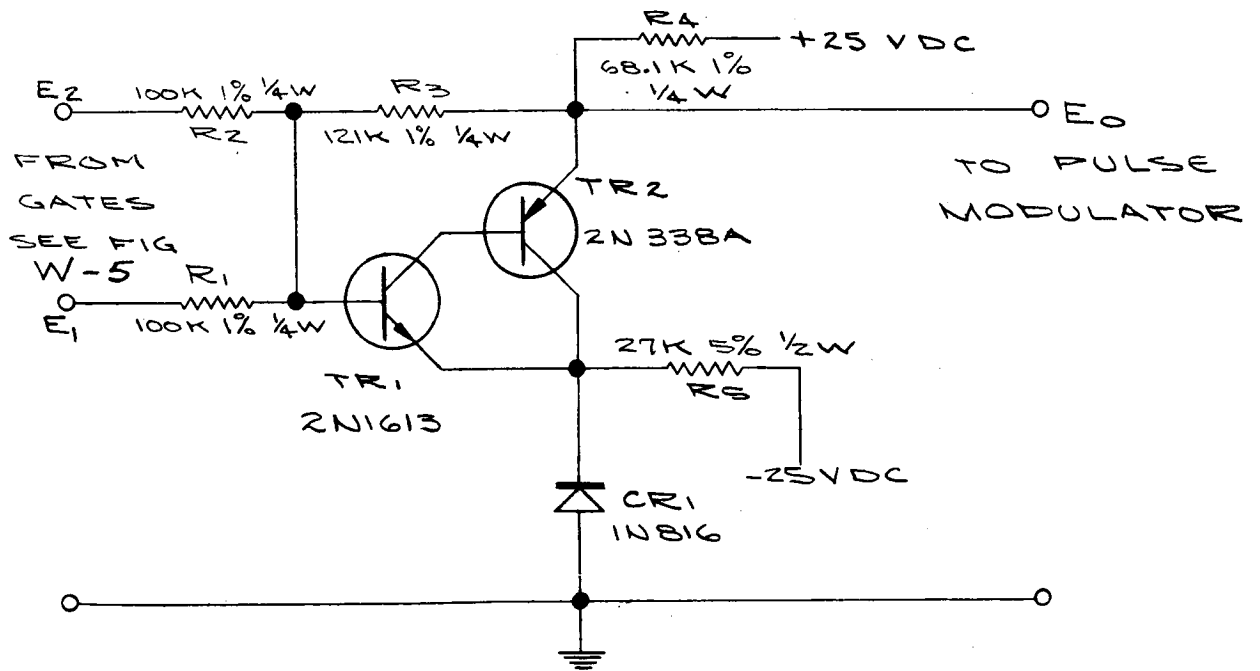 R4
+25 VDC
68.1K 1%
1/4 W
E2
100K 1% 1/4W
R2
R3
121K 1% 1/4W
Eo
TO PULSE
MODULATOR
FROM
GATES
SEE FIG
W-5
TR2
2N338A
R1
E1
100K 1% 1/4W
TR1
2N1613
27K 5% 1/2W
R5
-25VDC
CR1
1N816